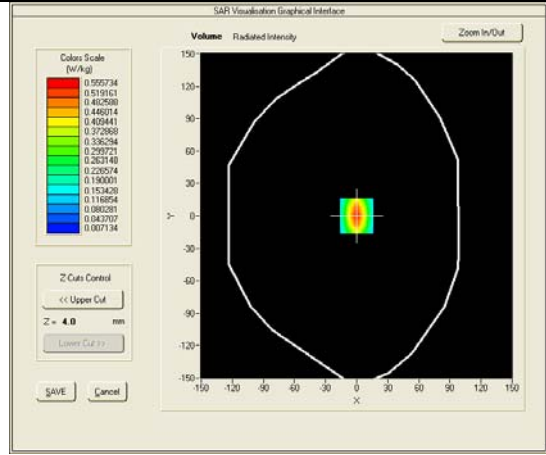 SAR Visualisation Graphical Interface
Volume Radiated Intensity
Zoom In/Out
Colors Scale
(W/kg)
0.555734
0.519161
0.482588
0.446014
0.409441
0.372868
0.336294
0.299721
0.263148
0.226574
0.190001
0.153428
0.116854
0.080281
0.043707
0.007134
Z Cuts Control
<< Upper Cut
Z = 4.0 mm
Lower Cut >>
SAVE Cancel
150
120
90
60
30
0
-30
-60
-90
-120
-150
Y
-150 -120 -90 -60 -30 0 30 60 90 120 150
X